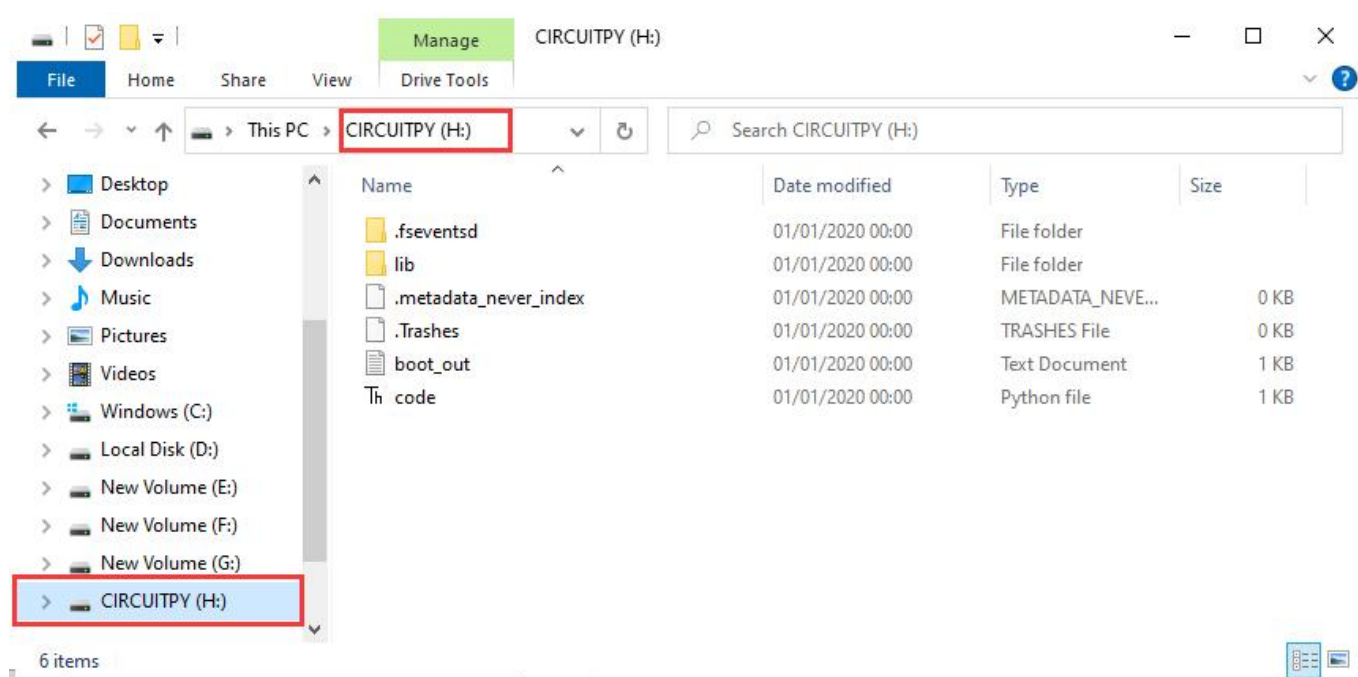 Manage CIRCUITPY (H:)
File Home Share View Drive Tools
This PC > CIRCUITPY (H:) Search CIRCUITPY (H:)
Name Date modified Type Size
Desktop
Documents
Downloads
Music
Pictures
Videos
Windows (C:)
Local Disk (D:)
New Volume (E:)
New Volume (F:)
New Volume (G:)
CIRCUITPY (H:)
.fseventsd 01/01/2020 00:00 File folder
lib 01/01/2020 00:00 File folder
.metadata_never_index 01/01/2020 00:00 METADATA_NEVE... 0 KB
.Trashes 01/01/2020 00:00 TRASHES File 0 KB
boot_out 01/01/2020 00:00 Text Document 1 KB
Th code 01/01/2020 00:00 Python file 1 KB
6 items